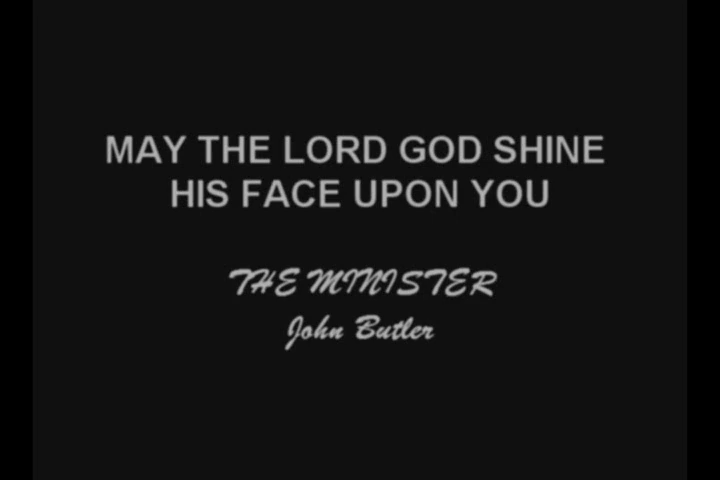 MAY THE LORD GOD SHINE
HIS FACE UPON YOU
THE MINISTER
John Butler